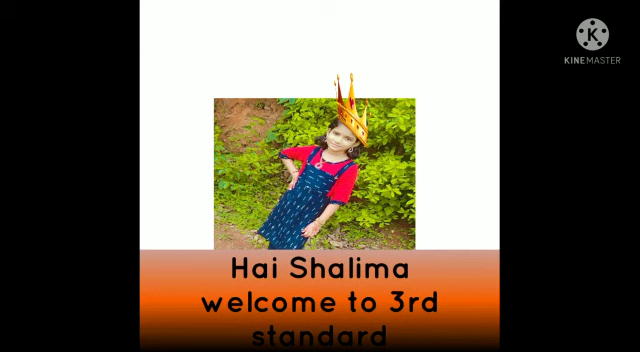 K
KINEMASTER
Hai Shalima
welcome to 3rd
standard